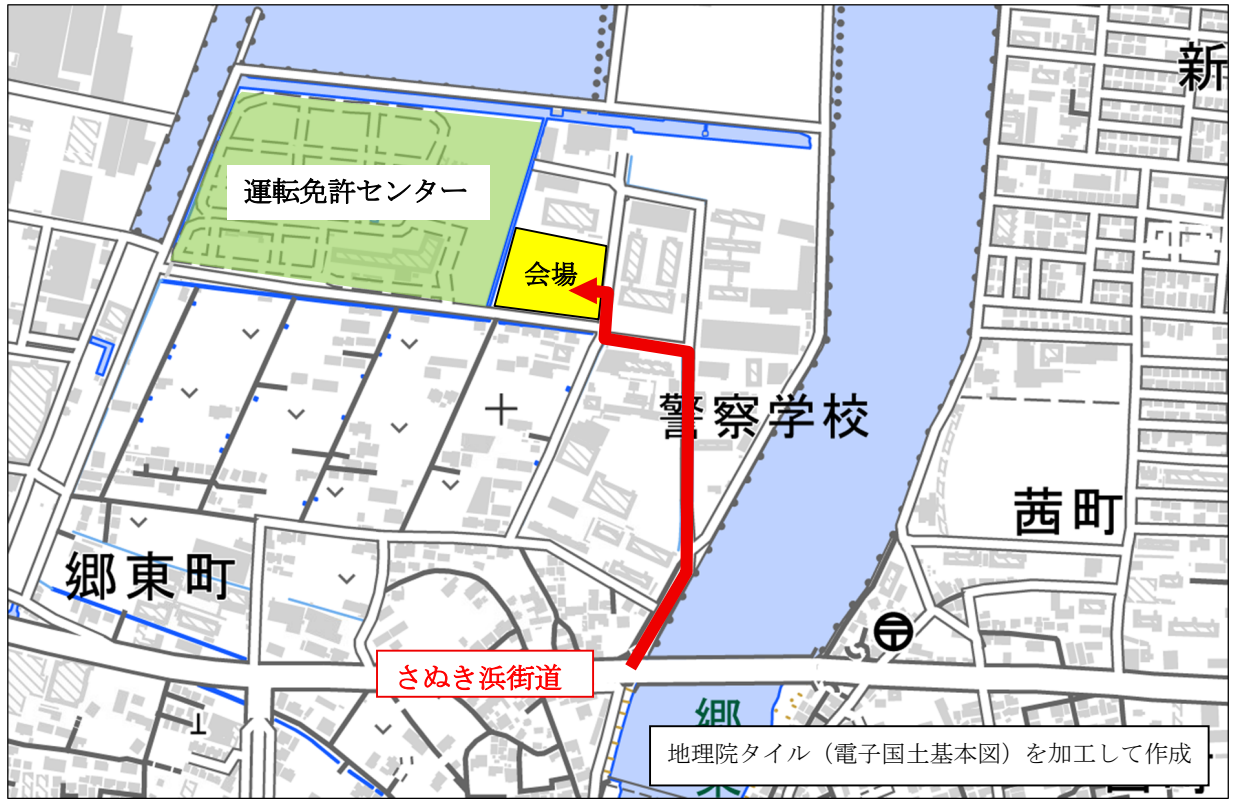 新
運転免許センター
会場
警察学校
茜町
郷東町
さぬき浜街道
郷
地理院タイル（電子国土基本図）を加工して作成